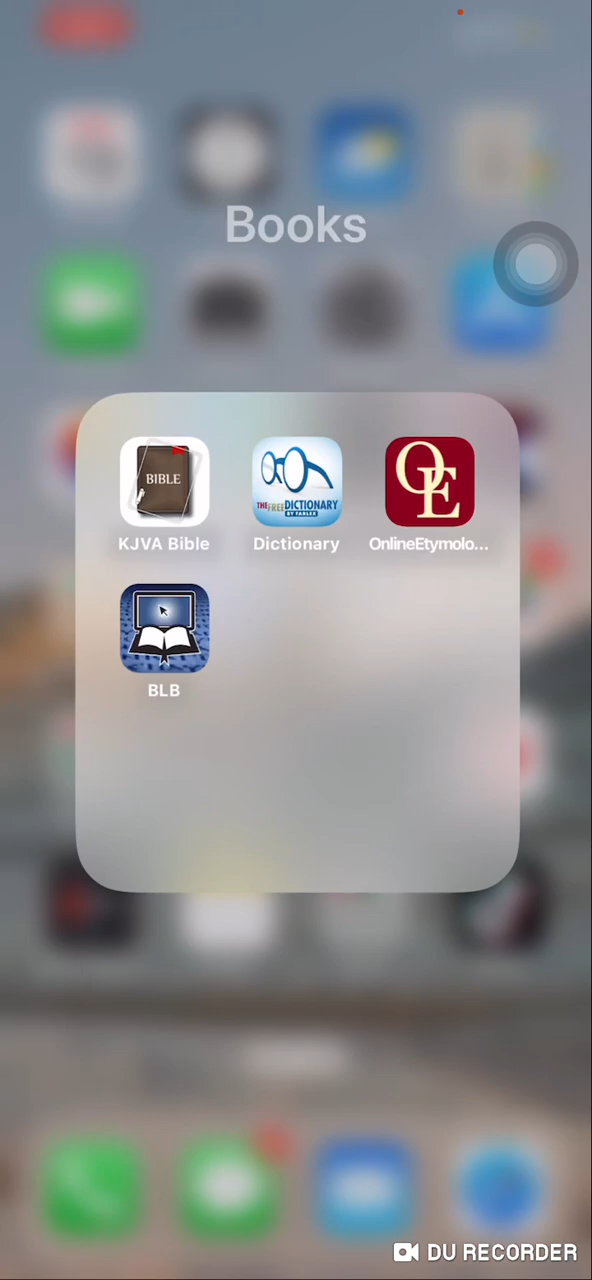 Books
BIBLE
THE FREE DICTIONARY
BY FARLEX
OE
KJVA Bible
Dictionary
OnlineEtymolo...
BLB
DU RECORDER